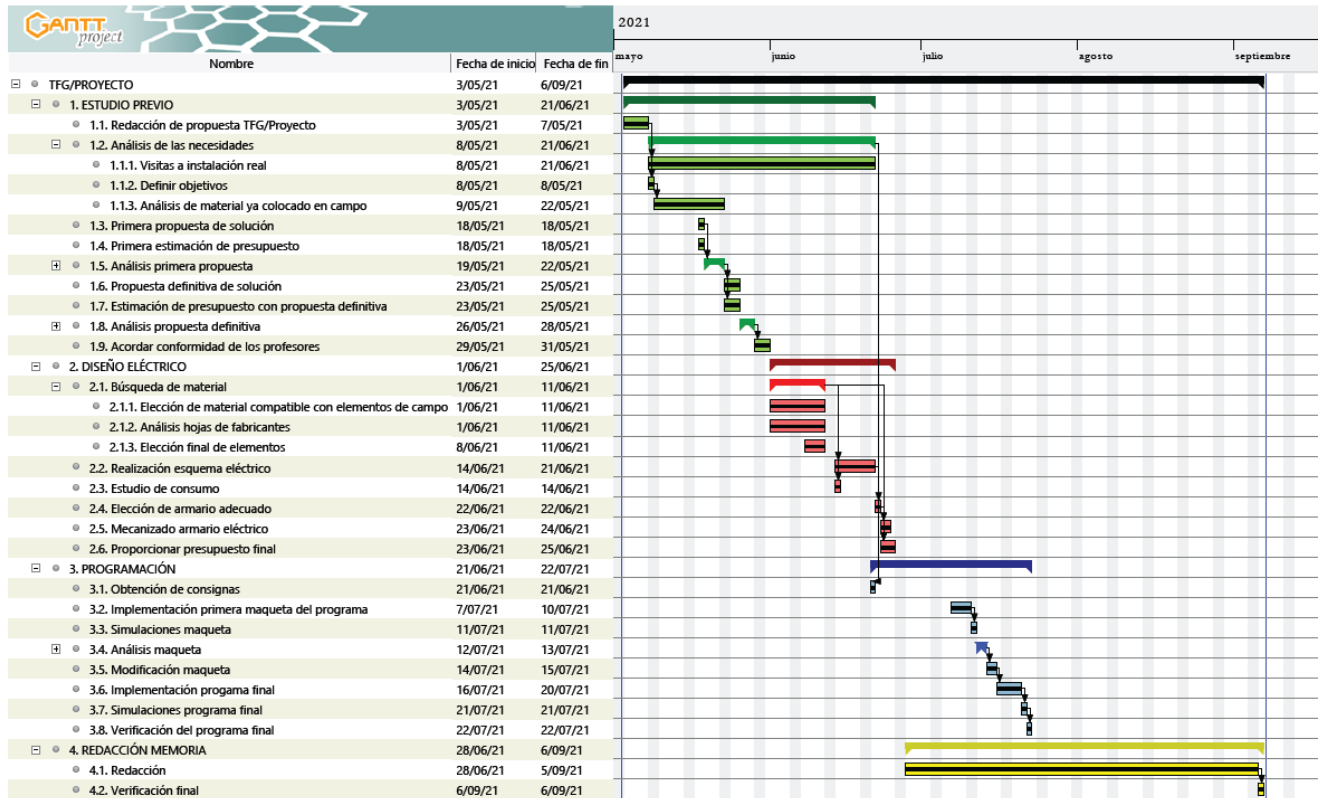 GANTT project
2021
Nombre Fecha de inicio Fecha de fin mayo junio julio agosto septiembre
TFG/PROYECTO 3/05/21 6/09/21
1. ESTUDIO PREVIO 3/05/21 21/06/21
1.1. Redacción de propuesta TFG/Proyecto 3/05/21 7/05/21
1.2. Análisis de las necesidades 8/05/21 21/06/21
1.1.1. Visitas a instalación real 8/05/21 21/06/21
1.1.2. Definir objetivos 8/05/21 8/05/21
1.1.3. Análisis de material ya colocado en campo 9/05/21 22/05/21
1.3. Primera propuesta de solución 18/05/21 18/05/21
1.4. Primera estimación de presupuesto 18/05/21 18/05/21
1.5. Análisis primera propuesta 19/05/21 22/05/21
1.6. Propuesta definitiva de solución 23/05/21 25/05/21
1.7. Estimación de presupuesto con propuesta definitiva 23/05/21 25/05/21
1.8. Análisis propuesta definitiva 26/05/21 28/05/21
1.9. Acordar conformidad de los profesores 29/05/21 31/05/21
2. DISEÑO ELÉCTRICO 1/06/21 25/06/21
2.1. Búsqueda de material 1/06/21 11/06/21
2.1.1. Elección de material compatible con elementos de campo 1/06/21 11/06/21
2.1.2. Análisis hojas de fabricantes 1/06/21 11/06/21
2.1.3. Elección final de elementos 8/06/21 11/06/21
2.2. Realización esquema eléctrico 14/06/21 21/06/21
2.3. Estudio de consumo 14/06/21 14/06/21
2.4. Elección de armario adecuado 22/06/21 22/06/21
2.5. Mecanizado armario eléctrico 23/06/21 24/06/21
2.6. Proporcionar presupuesto final 23/06/21 25/06/21
3. PROGRAMACIÓN 21/06/21 22/07/21
3.1. Obtención de consignas 21/06/21 21/06/21
3.2. Implementación primera maqueta del programa 7/07/21 10/07/21
3.3. Simulaciones maqueta 11/07/21 11/07/21
3.4. Análisis maqueta 12/07/21 13/07/21
3.5. Modificación maqueta 14/07/21 15/07/21
3.6. Implementación progama final 16/07/21 20/07/21
3.7. Simulaciones programa final 21/07/21 21/07/21
3.8. Verificación del programa final 22/07/21 22/07/21
4. REDACCIÓN MEMORIA 28/06/21 6/09/21
4.1. Redacción 28/06/21 5/09/21
4.2. Verificación final 6/09/21 6/09/21